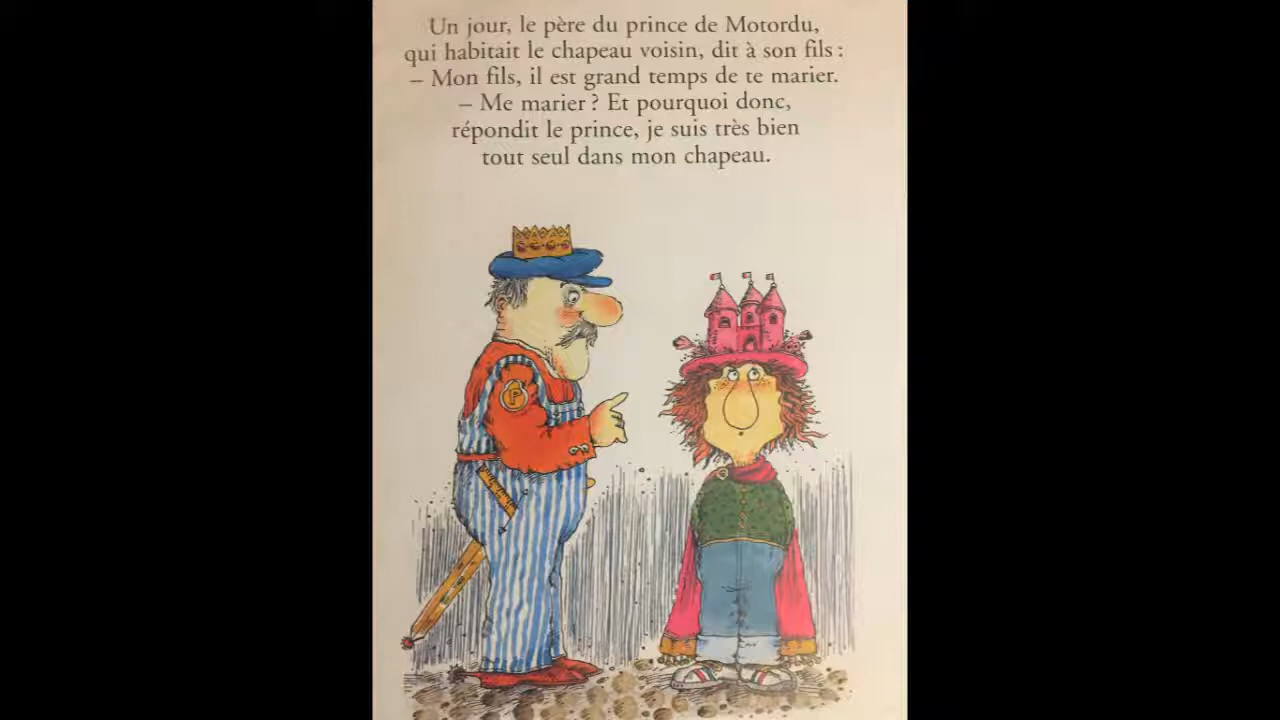 Un jour, le père du prince de Motordu,
qui habitait le chapeau voisin, dit à son fils :
– Mon fils, il est grand temps de te marier.
– Me marier ? Et pourquoi donc,
répondit le prince, je suis très bien
tout seul dans mon chapeau.
P